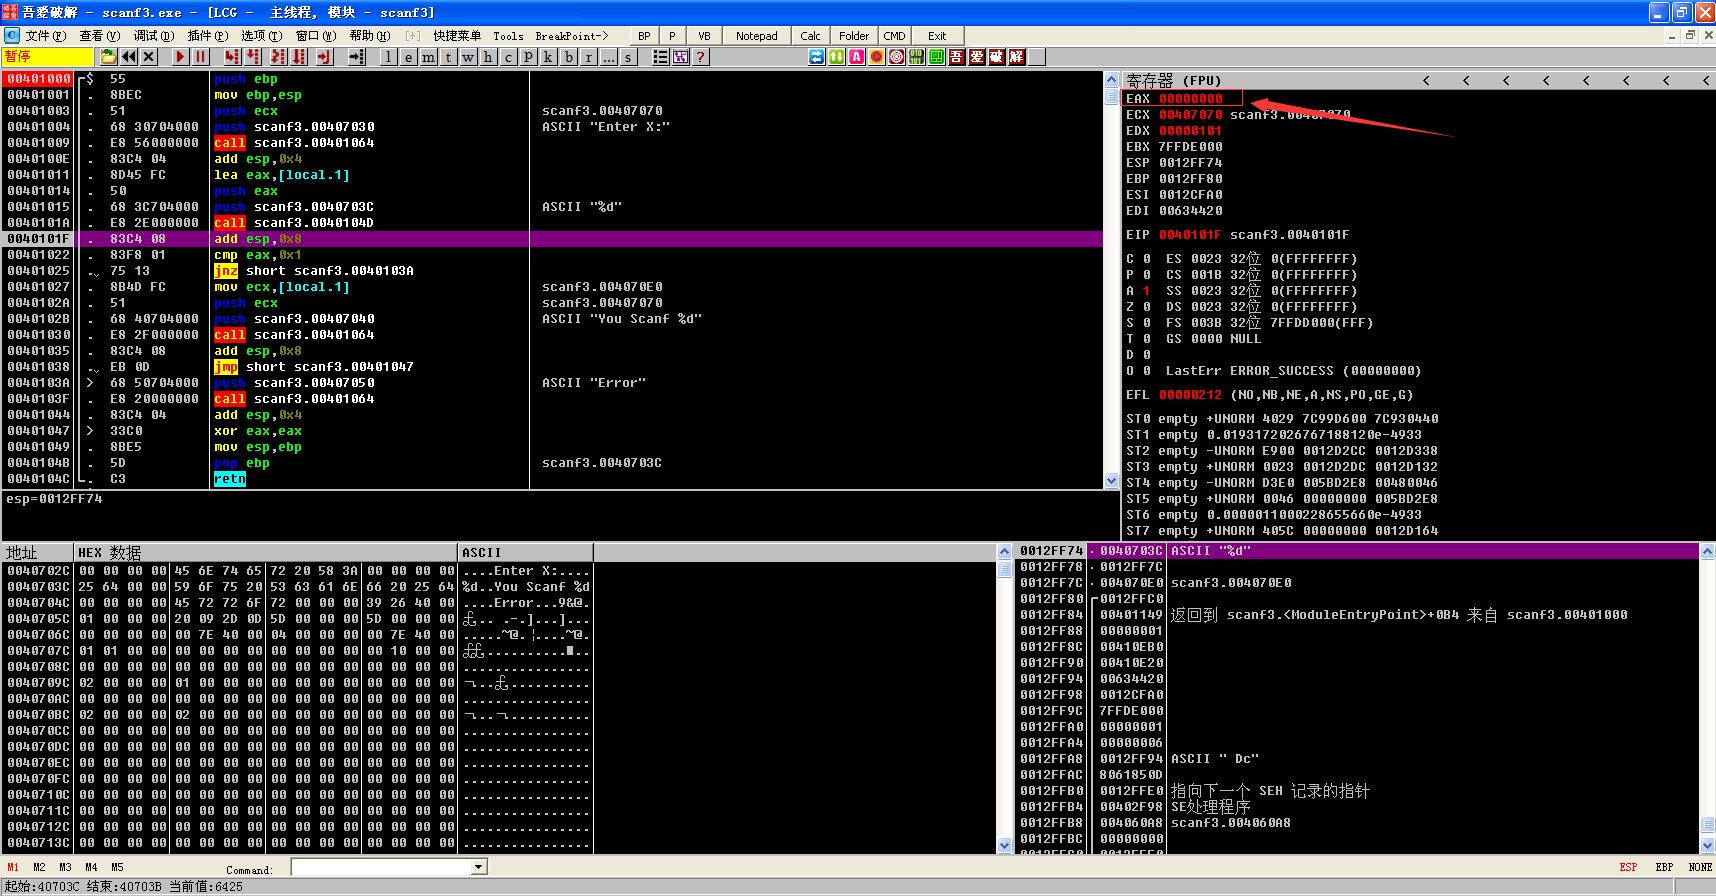 吾爱破解 - scanf3.exe - [LCG -  主线程, 模块 - scanf3]
文件(F) 查看(V) 调试(D) 插件(P) 选项(T) 窗口(W) 帮助(H) [+] 快捷菜单 Tools BreakPoint-> BP P VB Notepad Calc Folder CMD Exit
暂停 l e m t w h c P k b r ... s ? 吾 爱 破 解
00401000 $ 55 push ebp
00401001 . 8BEC mov ebp,esp
00401003 . 51 push ecx scanf3.00407070
00401004 . 68 30704000 push scanf3.00407030 ASCII "Enter X:"
00401009 . E8 56000000 call scanf3.00401064
0040100E . 83C4 04 add esp,0x4
00401011 . 8D45 FC lea eax,[local.1]
00401014 . 50 push eax
00401015 . 68 3C704000 push scanf3.0040703C ASCII "%d"
0040101A . E8 2E000000 call scanf3.0040104D
0040101F . 83C4 08 add esp,0x8
00401022 . 83F8 01 cmp eax,0x1
00401025 . 75 13 jnz short scanf3.0040103A
00401027 . 8B4D FC mov ecx,[local.1] scanf3.004070E0
0040102A . 51 push ecx scanf3.00407070
0040102B . 68 40704000 push scanf3.00407040 ASCII "You Scanf %d"
00401030 . E8 2F000000 call scanf3.00401064
00401035 . 83C4 08 add esp,0x8
00401038 . EB 0D jmp short scanf3.00401047
0040103A > 68 50704000 push scanf3.00407050 ASCII "Error"
0040103F . E8 20000000 call scanf3.00401064
00401044 . 83C4 04 add esp,0x4
00401047 > 33C0 xor eax,eax
00401049 . 8BE5 mov esp,ebp
0040104B . 5D pop ebp scanf3.0040703C
0040104C . C3 retn
esp=0012FF74
寄存器 (FPU) < < < < < < < <
EAX 00000000
ECX 00407070 scanf3.00407070
EDX 00000101
EBX 7FFDE000
ESP 0012FF74
EBP 0012FF80
ESI 0012CFA0
EDI 00634420
EIP 0040101F scanf3.0040101F
C 0 ES 0023 32位 0(FFFFFFFF)
P 0 CS 001B 32位 0(FFFFFFFF)
A 1 SS 0023 32位 0(FFFFFFFF)
Z 0 DS 0023 32位 0(FFFFFFFF)
S 0 FS 003B 32位 7FFDD000(FFF)
T 0 GS 0000 NULL
D 0
O 0 LastErr ERROR_SUCCESS (00000000)
EFL 00000212 (NO,NB,NE,A,NS,PO,GE,G)
ST0 empty +UNORM 4029 7C99D600 7C930440
ST1 empty 0.0193172026767188120e-4933
ST2 empty -UNORM E900 0012D2CC 0012D338
ST3 empty +UNORM 0023 0012D2DC 0012D132
ST4 empty -UNORM D3E0 005BD2E8 00480046
ST5 empty +UNORM 0046 00000000 005BD2E8
ST6 empty 0.0000011000228655660e-4933
ST7 empty +UNORM 405C 00000000 0012D164
地址 HEX 数据 ASCII
0040702C 00 00 00 00 45 6E 74 65 72 20 58 3A 00 00 00 00 ....Enter X:....
0040703C 25 64 00 00 59 6F 75 20 53 63 61 6E 66 20 25 64 %d..You Scanf %d
0040704C 00 00 00 00 45 72 72 6F 72 00 00 00 39 26 40 00 ....Error...9&@.
0040705C 01 00 00 00 20 09 2D 0D 5D 00 00 00 5D 00 00 00 ... .-.]...]...
0040706C 00 00 00 00 00 7E 40 00 04 00 00 00 00 7E 40 00 .....~@. ....~@.
0040707C 01 01 00 00 00 00 00 00 00 00 00 00 00 10 00 00
0040708C 00 00 00 00 00 00 00 00 00 00 00 00 00 00 00 00 ................
0040709C 02 00 00 00 01 00 00 00 00 00 00 00 00 00 00 00
004070AC 00 00 00 00 00 00 00 00 00 00 00 00 00 00 00 00 ................
004070BC 02 00 00 00 02 00 00 00 00 00 00 00 00 00 00 00
004070CC 00 00 00 00 00 00 00 00 00 00 00 00 00 00 00 00 ................
004070DC 00 00 00 00 00 00 00 00 00 00 00 00 00 00 00 00 ................
004070EC 00 00 00 00 00 00 00 00 00 00 00 00 00 00 00 00 ................
004070FC 00 00 00 00 00 00 00 00 00 00 00 00 00 00 00 00 ................
0040710C 00 00 00 00 00 00 00 00 00 00 00 00 00 00 00 00 ................
0040711C 00 00 00 00 00 00 00 00 00 00 00 00 00 00 00 00 ................
0040712C 00 00 00 00 00 00 00 00 00 00 00 00 00 00 00 00 ................
0040713C 00 00 00 00 00 00 00 00 00 00 00 00 00 00 00 00 ................
0012FF74 0040703C ASCII "%d"
0012FF78 0012FF7C
0012FF7C 004070E0 scanf3.004070E0
0012FF80 0012FFC0
0012FF84 00401149 返回到 scanf3.<ModuleEntryPoint>+0B4 来自 scanf3.00401000
0012FF88 00000001
0012FF8C 00410EB0
0012FF90 00410E20
0012FF94 00634420
0012FF98 0012CFA0
0012FF9C 7FFDE000
0012FFA0 00000001
0012FFA4 00000006
0012FFA8 0012FF94 ASCII " Dc"
0012FFAC 8061850D
0012FFB0 0012FFE0 指向下一个 SEH 记录的指针
0012FFB4 00402F98 SE处理程序
0012FFB8 004060A8 scanf3.004060A8
0012FFBC 00000000
M1 M2 M3 M4 M5 Command: ESP EBP NONE
起始:40703C 结束:40703B 当前值:6425